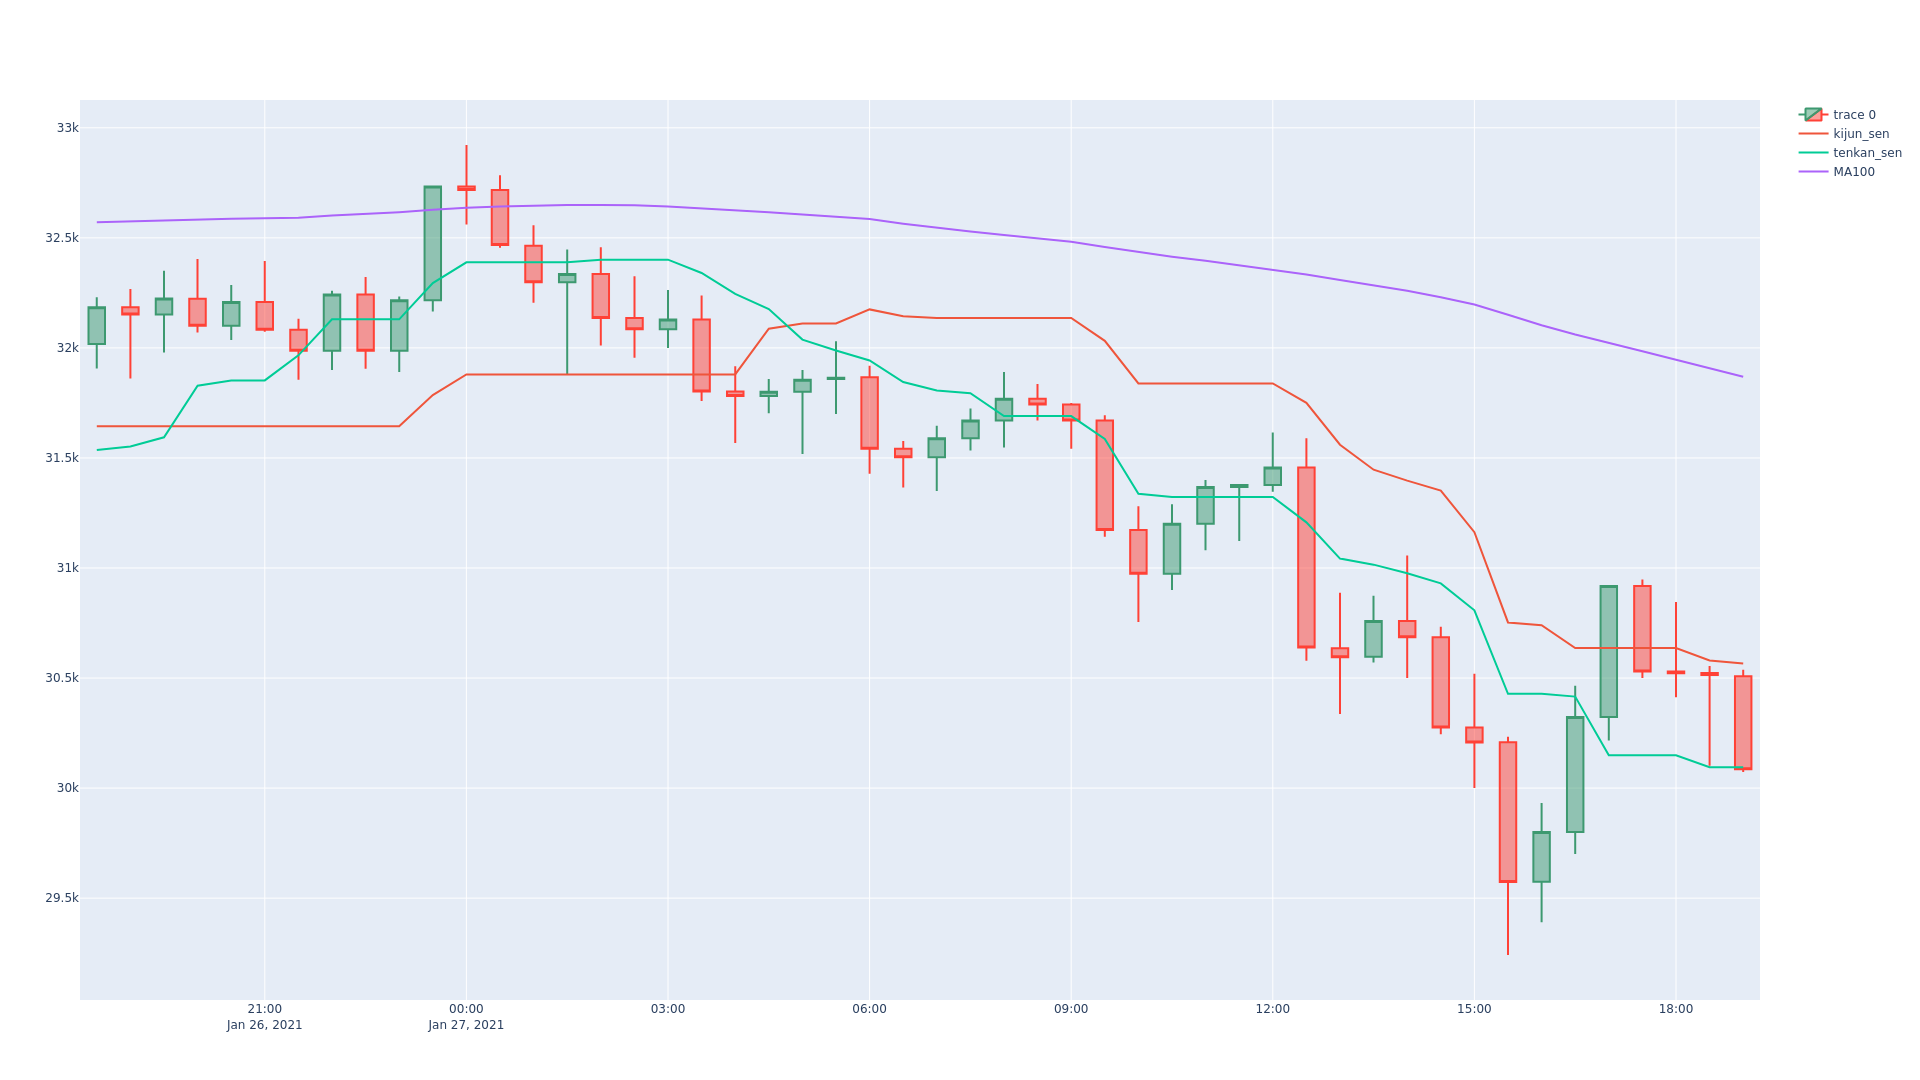 33k
32.5k
32k
31.5k
31k
30.5k
30k
29.5k
21:00
Jan 26, 2021
00:00
Jan 27, 2021
03:00
06:00
09:00
12:00
15:00
18:00
trace 0
kijun_sen
tenkan_sen
MA100